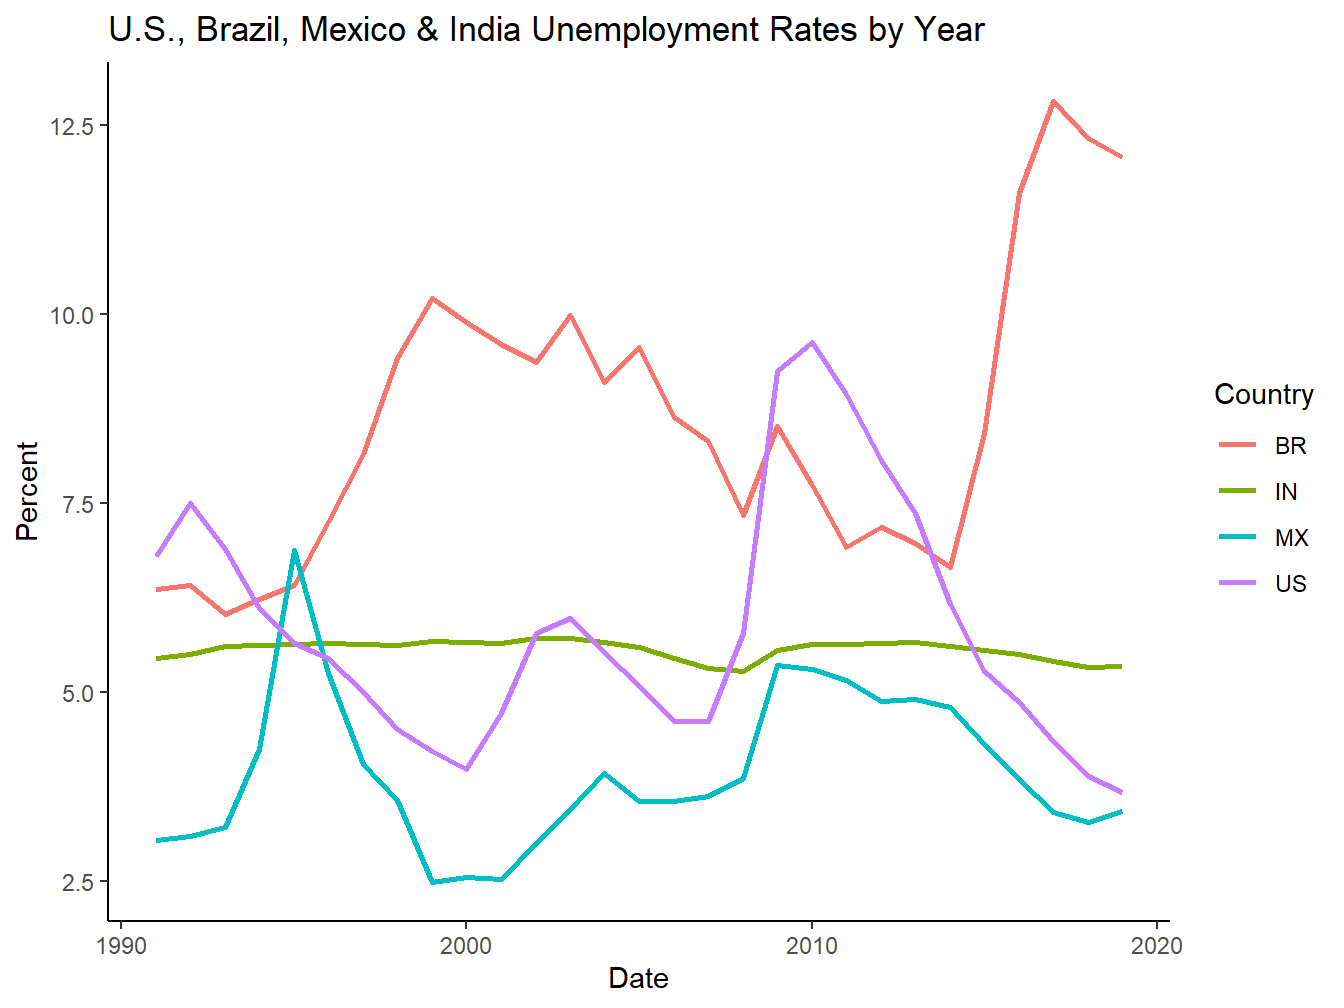 U.S., Brazil, Mexico & India Unemployment Rates by Year
12.5
10.0
7.5
5.0
2.5
Percent
1990
2000
2010
2020
Date
Country
BR
IN
MX
US